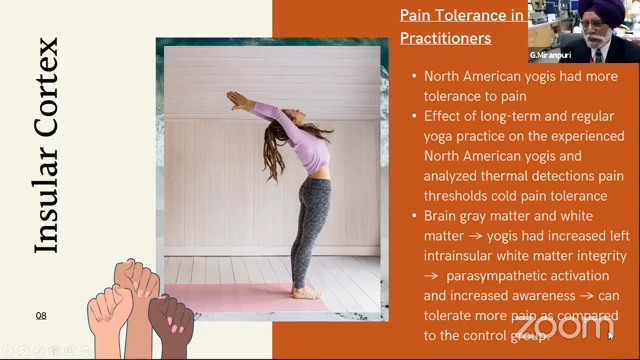 Insular Cortex
08
Pain Tolerance in
Practitioners
G.Miranpuri
• North American yogis had more
tolerance to pain
• Effect of long-term and regular
yoga practice on the experienced
North American yogis and
analyzed thermal detections pain
thresholds cold pain tolerance
• Brain gray matter and white
matter → yogis had increased left
intrainsular white matter integrity
→ parasympathetic activation
and increased awareness → can
tolerate more pain as compared
to the control group.
zoom